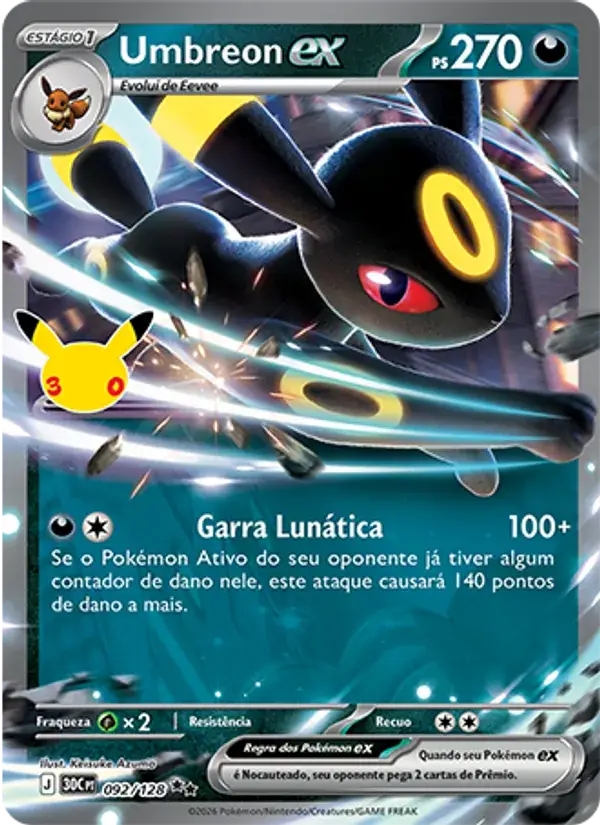 ESTÁGIO 1
Umbreon ex
PS 270
Evolui de Eevee
30
Garra Lunática 100+
Se o Pokémon Ativo do seu oponente já tiver algum
contador de dano nele, este ataque causará 140 pontos
de dano a mais.
Fraqueza ×2 Resistência Recuo
Ilust. Keisuke Azumo
Regra dos Pokémon ex Quando seu Pokémon ex
é Nocauteado, seu oponente pega 2 cartas de Prêmio.
J 30C PT 092/128
©2026 Pokémon/Nintendo/Creatures/GAME FREAK